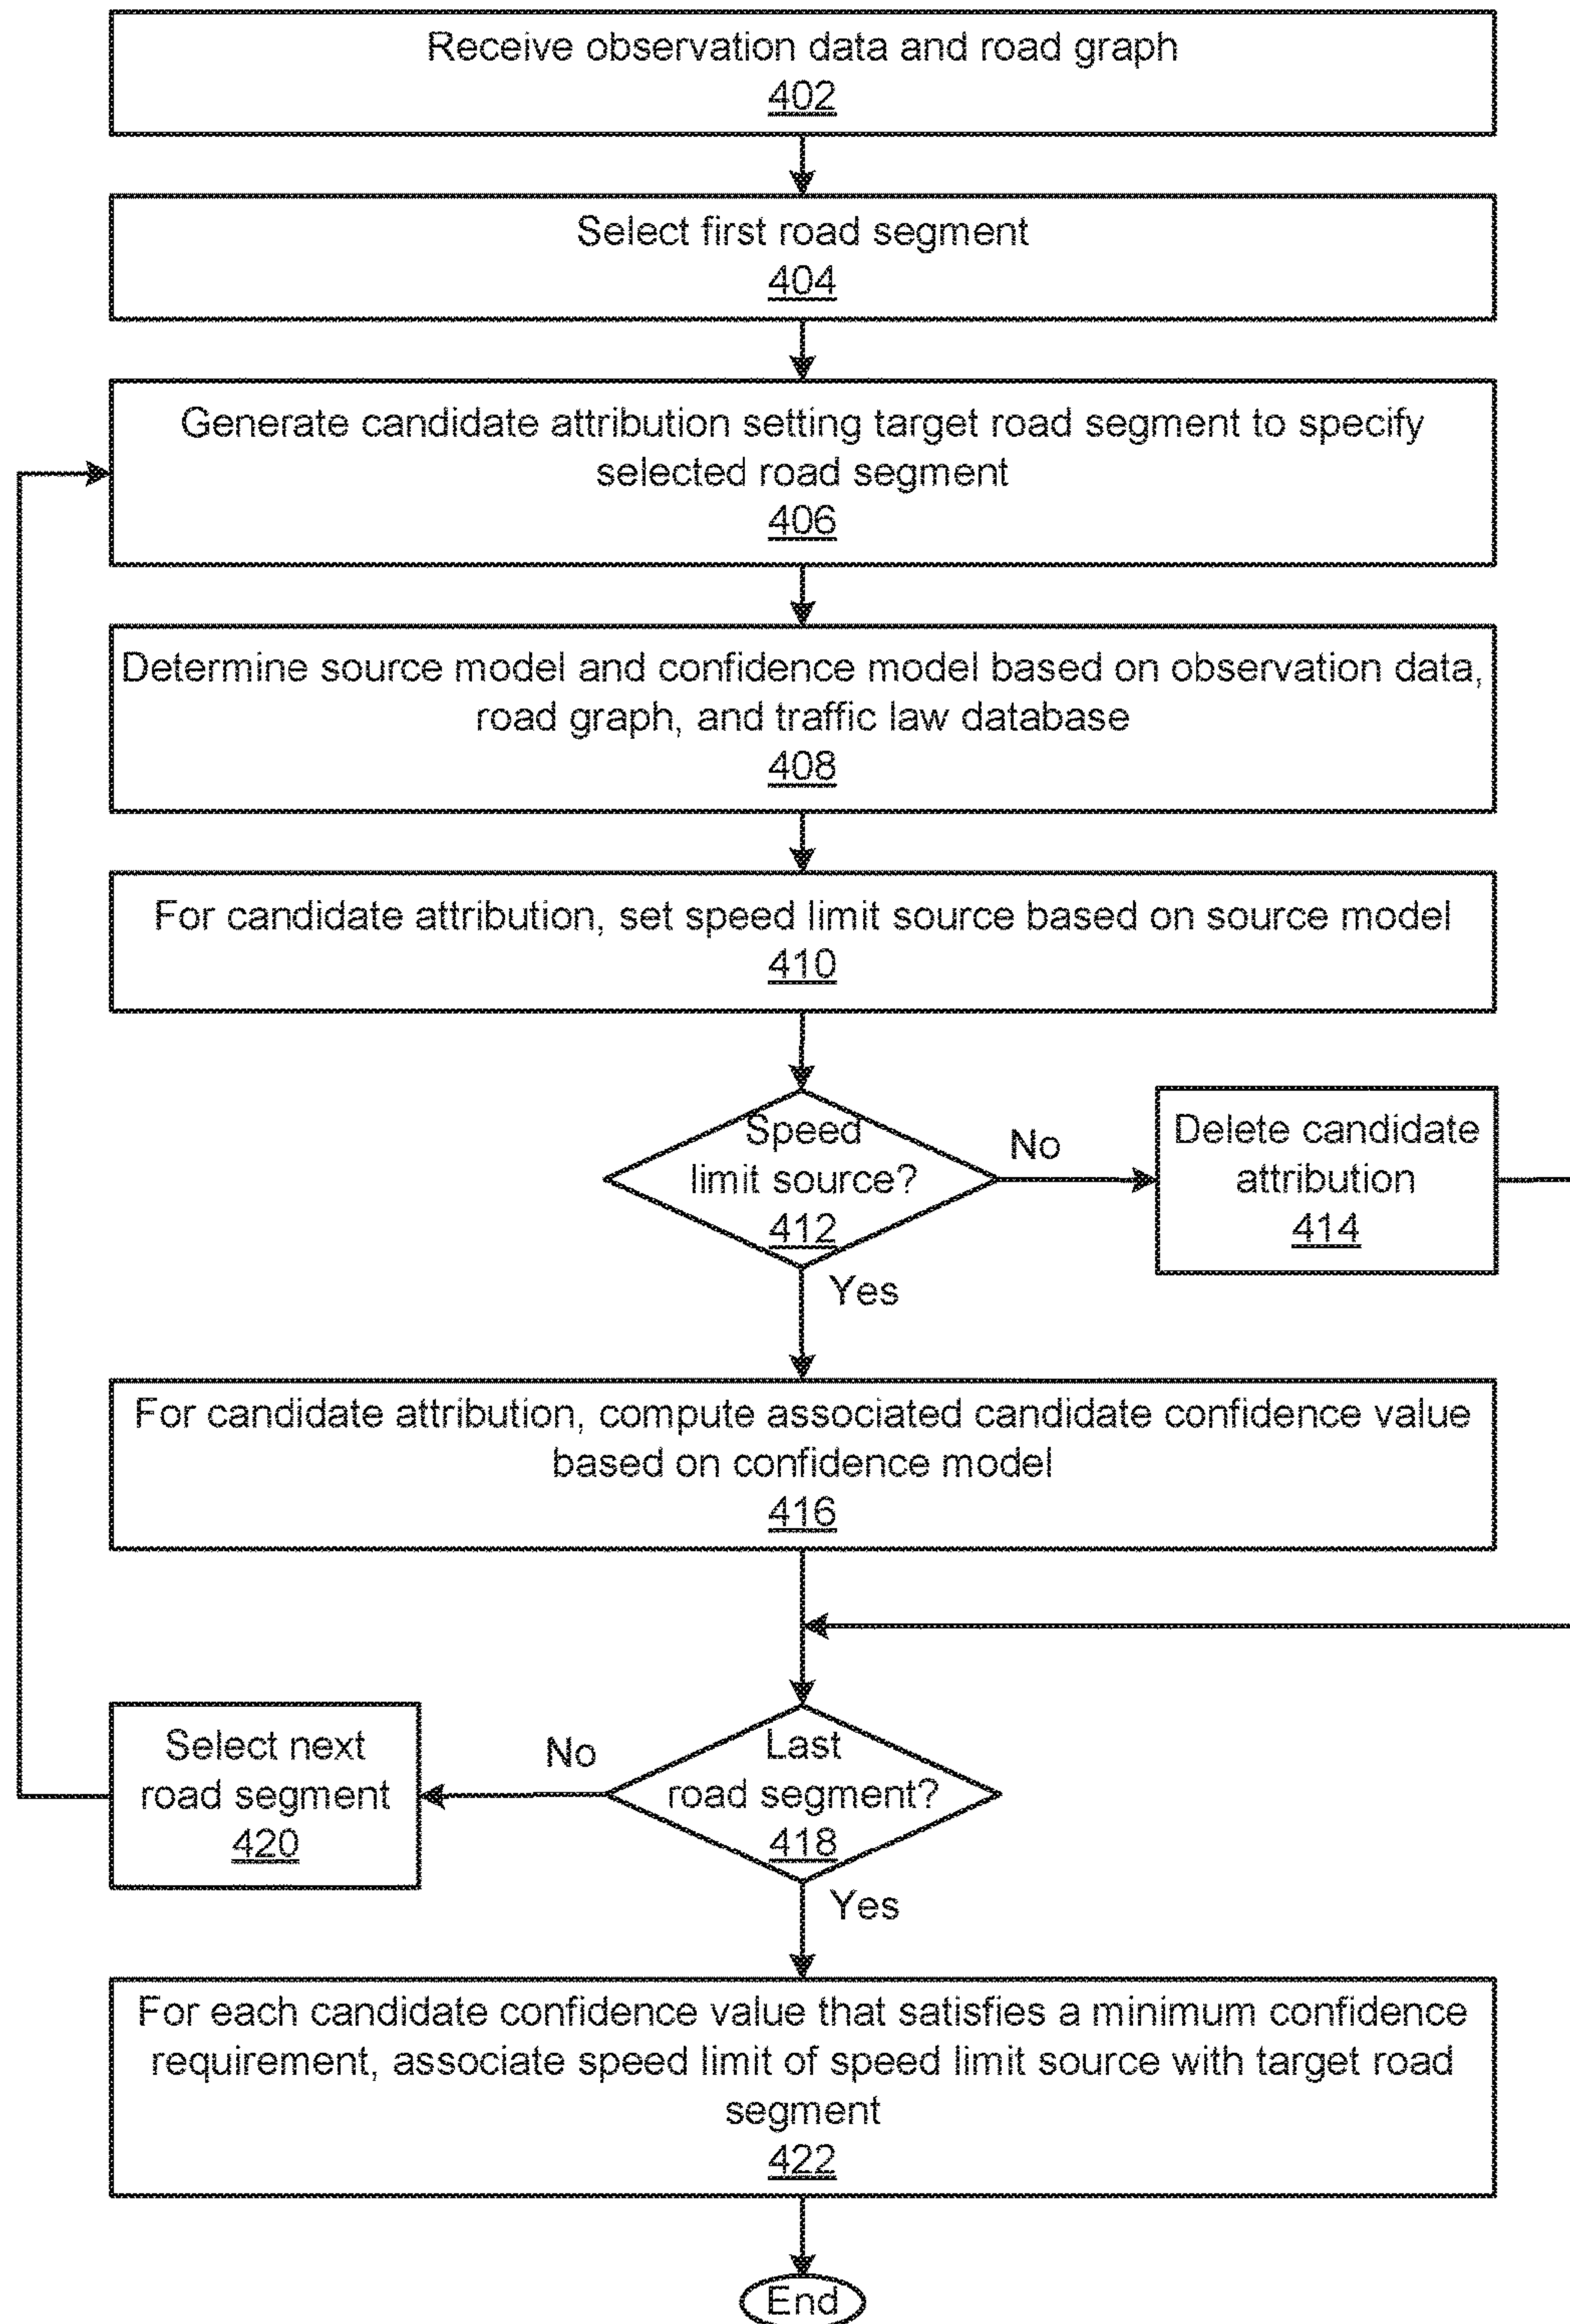 Receive observation data and road graph
402
Select first road segment
404
Generate candidate attribution setting target road segment to specify
selected road segment
406
Determine source model and confidence model based on observation data,
road graph, and traffic law database
408
For candidate attribution, set speed limit source based on source model
410
Speed
limit source?
412
No
Delete candidate
attribution
414
Yes
For candidate attribution, compute associated candidate confidence value
based on confidence model
416
Select next
road segment
420
No
Last
road segment?
418
Yes
For each candidate confidence value that satisfies a minimum confidence
requirement, associate speed limit of speed limit source with target road
segment
422
End